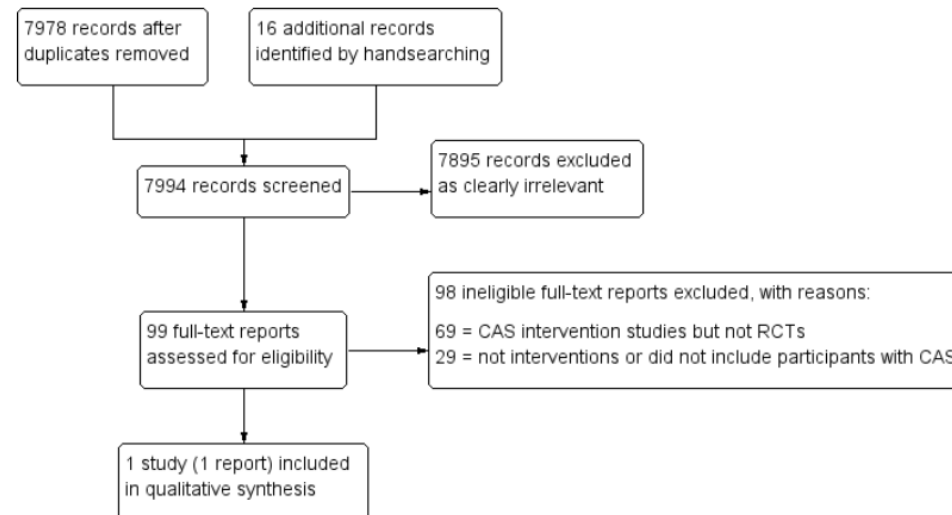 7978 records after
duplicates removed
16 additional records
identified by handsearching
7994 records screened
7895 records excluded
as clearly irrelevant
99 full-text reports
assessed for eligibility
98 ineligible full-text reports excluded, with reasons:
69 = CAS intervention studies but not RCTs
29 = not interventions or did not include participants with CAS
1 study (1 report) included
in qualitative synthesis